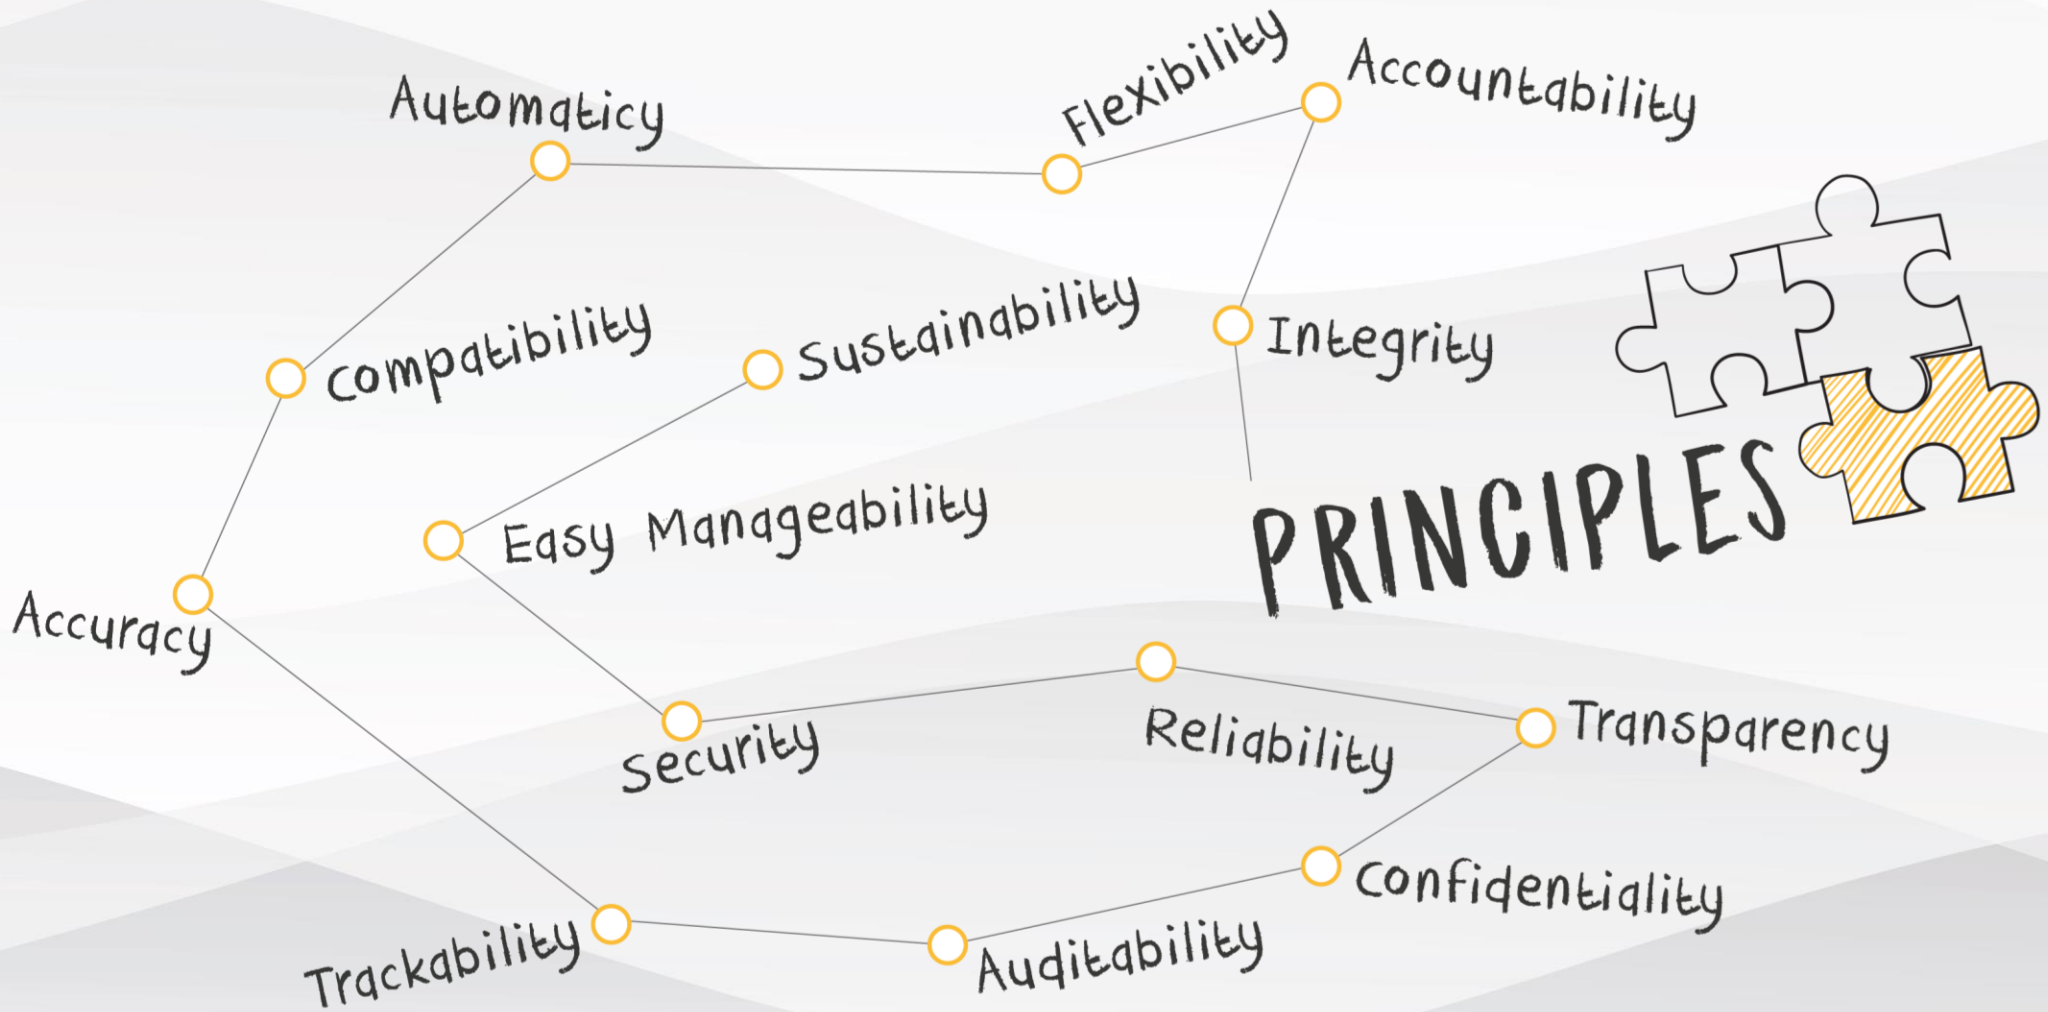 Automaticy
Flexibility
Accountability
compatibility
Sustainability
Integrity
Easy Manageability
PRINCIPLES
Accuracy
Security
Reliability
Transparency
Confidentiality
Trackability
Auditability